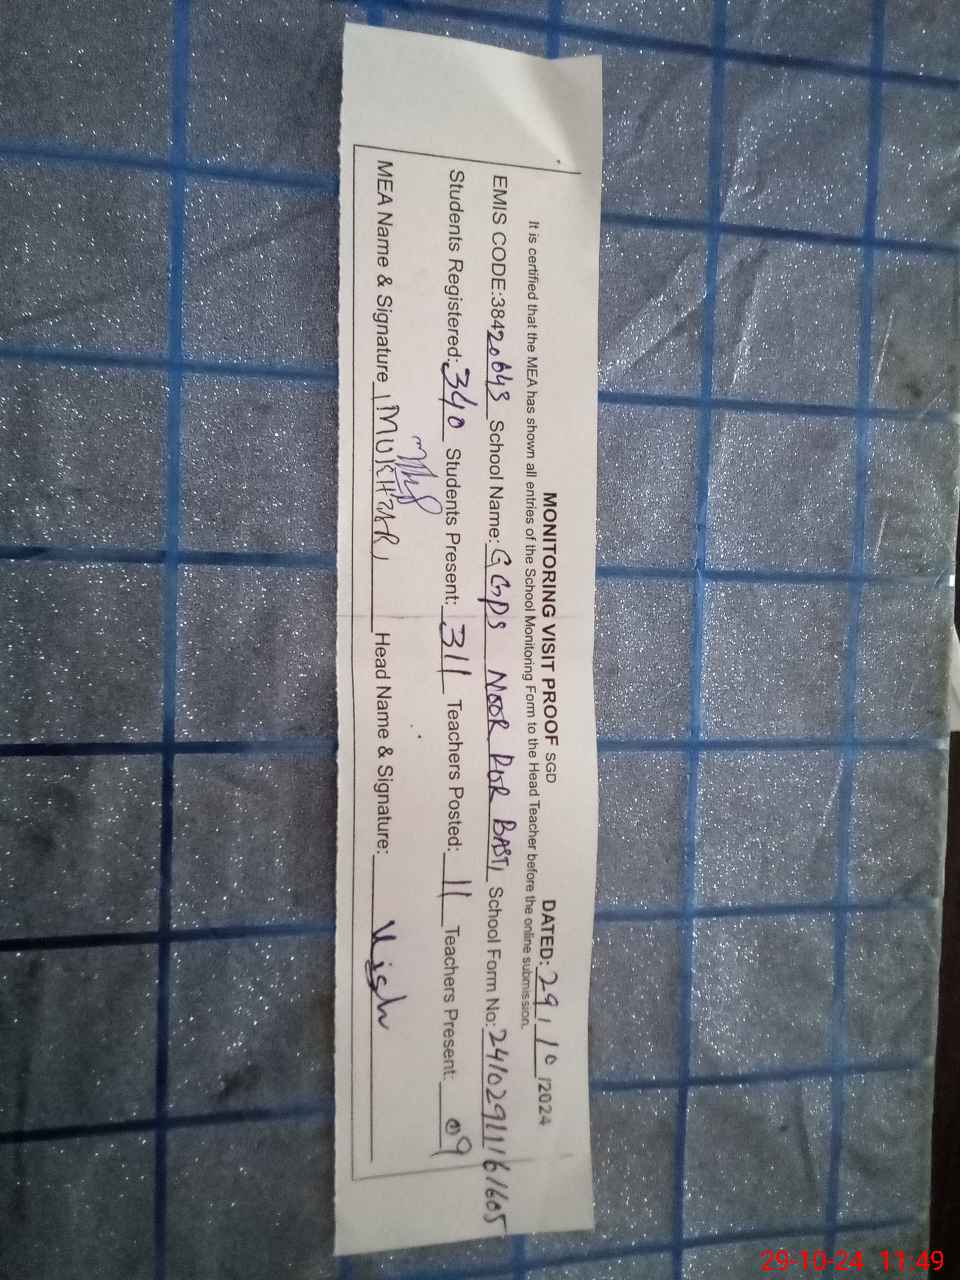 MONITORING VISIT PROOF SGD DATED: 29/10/2024
It is certified that the MEA has shown all entries of the School Monitoring Form to the Head Teacher before the online submission.
EMIS CODE:38420643 School Name: GGPS NOOR PUR BASTI School Form No: 24102911161605
Students Registered: 340 Students Present: 311 Teachers Posted: 11 Teachers Present: 09
MEA Name & Signature MUKHTAR Head Name & Signature:
29-10-24 11:49